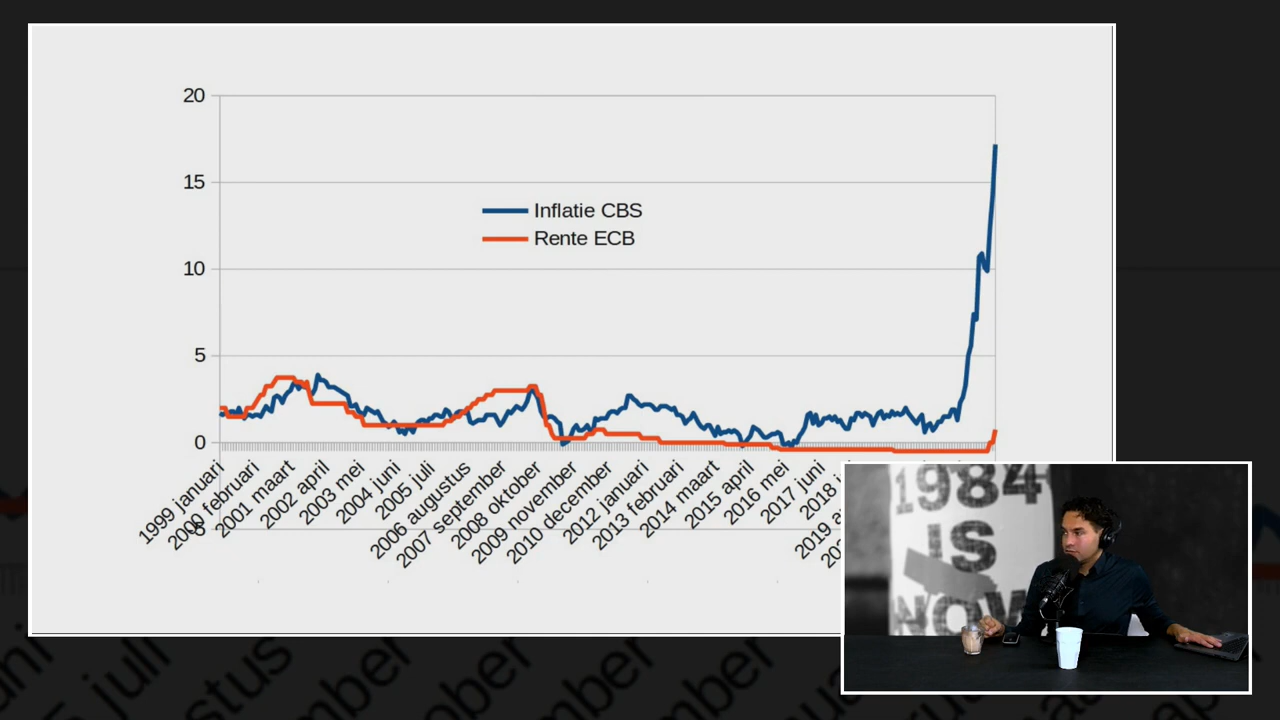 20
15
10
5
0
-5
Inflatie CBS
Rente ECB
1999 januari
2000 februari
2001 maart
2002 april
2003 mei
2004 juni
2005 juli
2006 augustus
2007 september
2008 oktober
2009 november
2010 december
2012 januari
2013 februari
2014 maart
2015 april
2016 mei
2017 juni
2018 j
2019 a
1984
IS
NOW